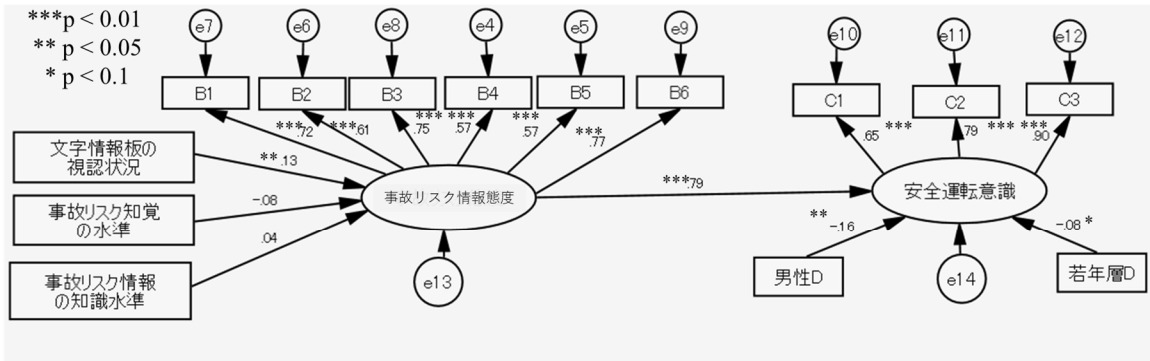 ***p < 0.01
** p < 0.05
* p < 0.1
e7
e6
e8
e4
e5
e9
e10
e11
e12
B1
B2
B3
B4
B5
B6
C1
C2
C3
***.72
***.61
***
.75
***
.57
***
.57
***
.77
.65 ***
.79 ***
***
.90
文字情報板の
視認状況
**.13
事故リスク知覚
の水準
-.08
事故リスク情報
の知識水準
.04
事故リスク情報態度
***.79
安全運転意識
e13
**
-.16
男性D
e14
-.08 *
若年層D